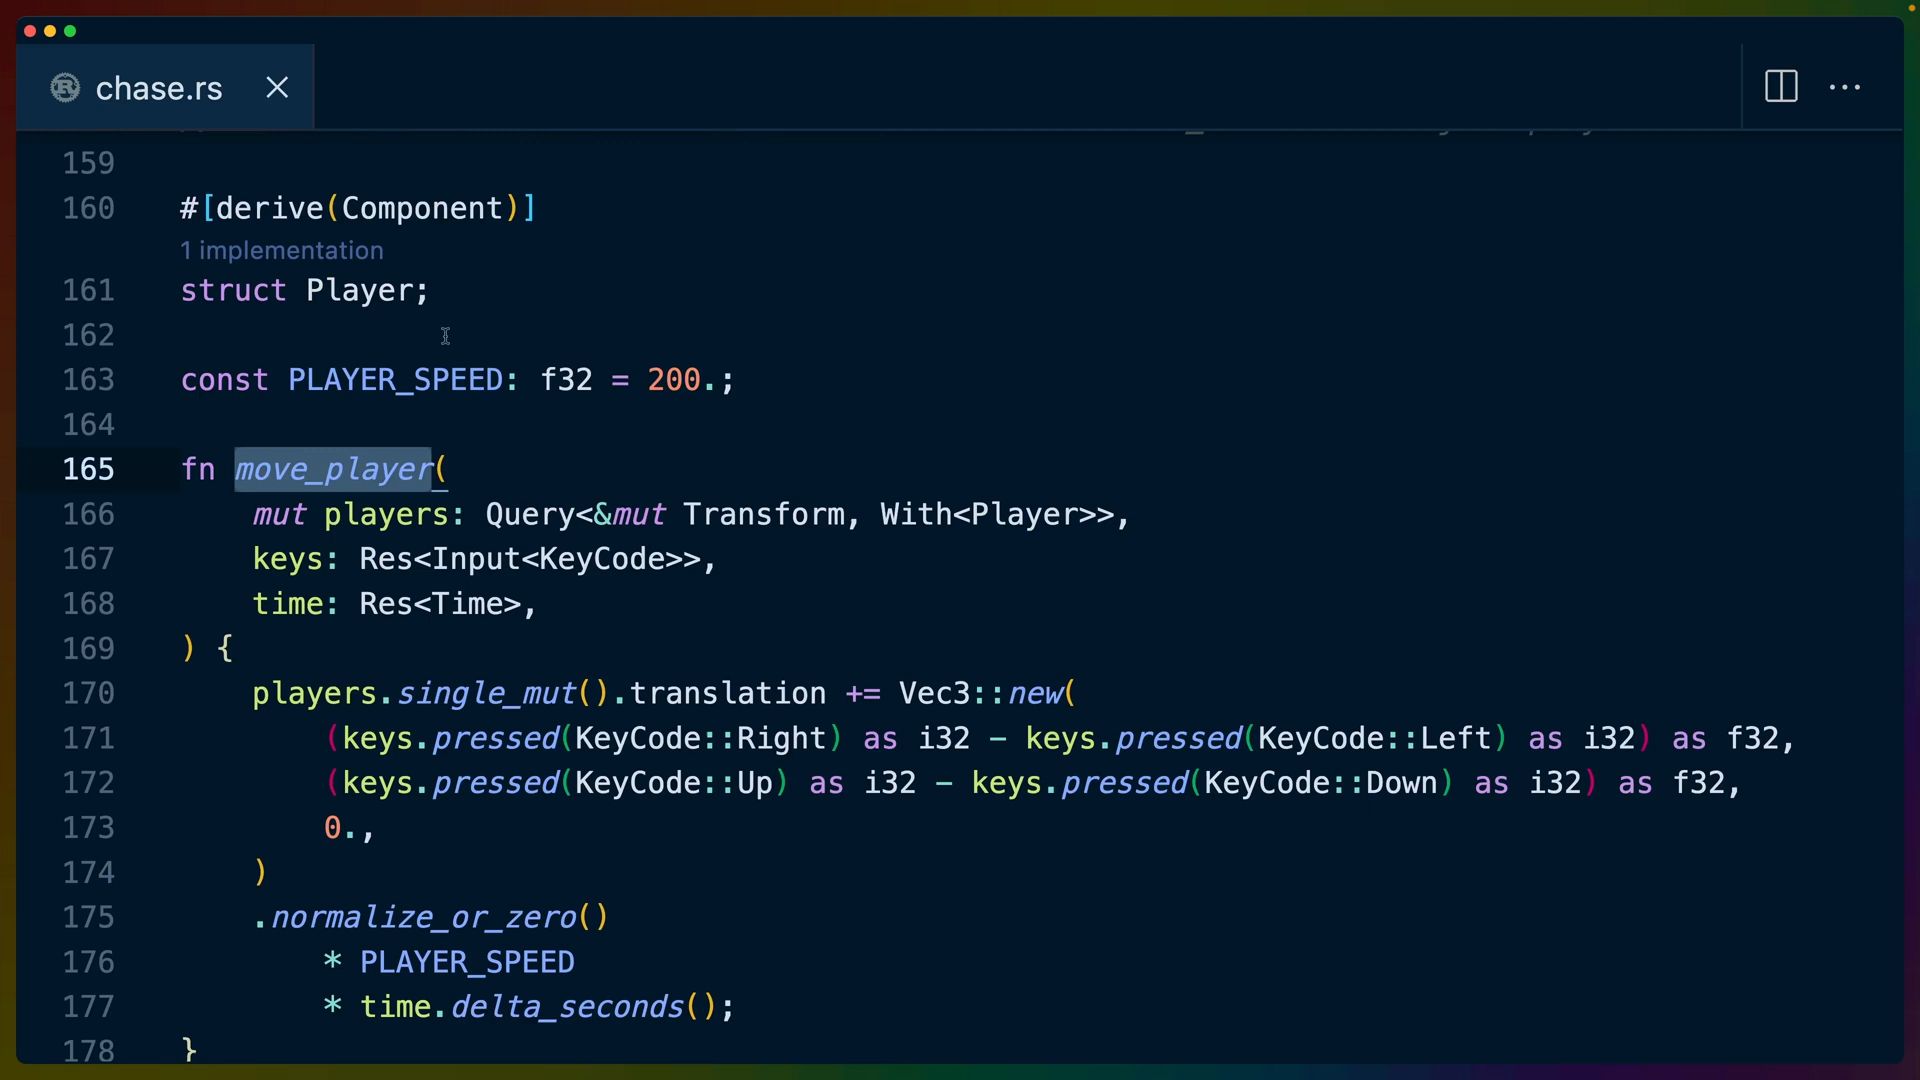 chase.rs
159
160 #[derive(Component)]
1 implementation
161 struct Player;
162
163 const PLAYER_SPEED: f32 = 200.;
164
165 fn move_player(
166 mut players: Query<&mut Transform, With<Player>>,
167 keys: Res<Input<KeyCode>>,
168 time: Res<Time>,
169 ) {
170 players.single_mut().translation += Vec3::new(
171 (keys.pressed(KeyCode::Right) as i32 - keys.pressed(KeyCode::Left) as i32) as f32,
172 (keys.pressed(KeyCode::Up) as i32 - keys.pressed(KeyCode::Down) as i32) as f32,
173 0.,
174 )
175 .normalize_or_zero()
176 * PLAYER_SPEED
177 * time.delta_seconds();
178 }